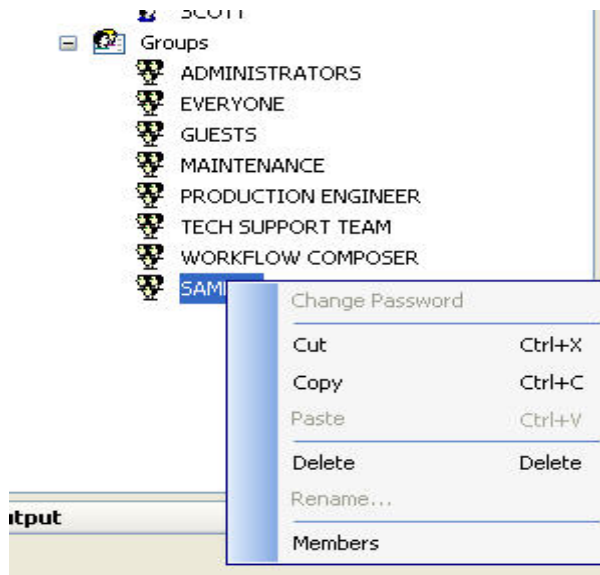 SCOTT
Groups
ADMINISTRATORS
EVERYONE
GUESTS
MAINTENANCE
PRODUCTION ENGINEER
TECH SUPPORT TEAM
WORKFLOW COMPOSER
Change Password
Cut Ctrl+X
Copy Ctrl+C
Paste Ctrl+V
Delete Delete
Rename...
Members